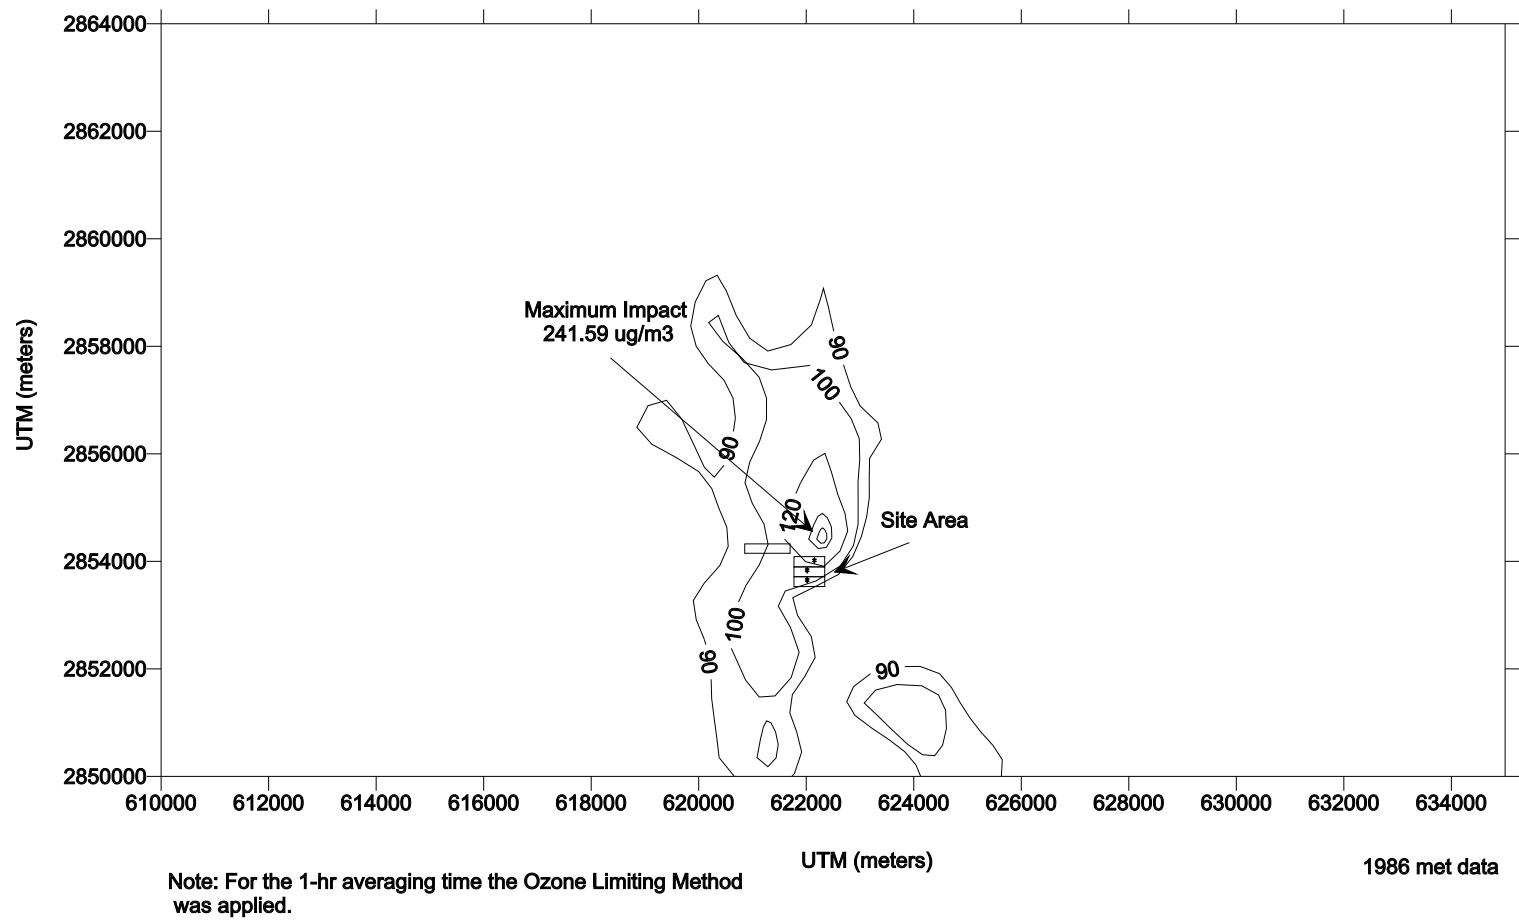 2864000
2862000
2860000
2858000
2856000
2854000
2852000
2850000
UTM (meters)
Maximum Impact
241.59 ug/m3
90
100
90
120
Site Area
100
90
90
610000 612000 614000 616000 618000 620000 622000 624000 626000 628000 630000 632000 634000
UTM (meters)
1986 met data
Note: For the 1-hr averaging time the Ozone Limiting Method
was applied.